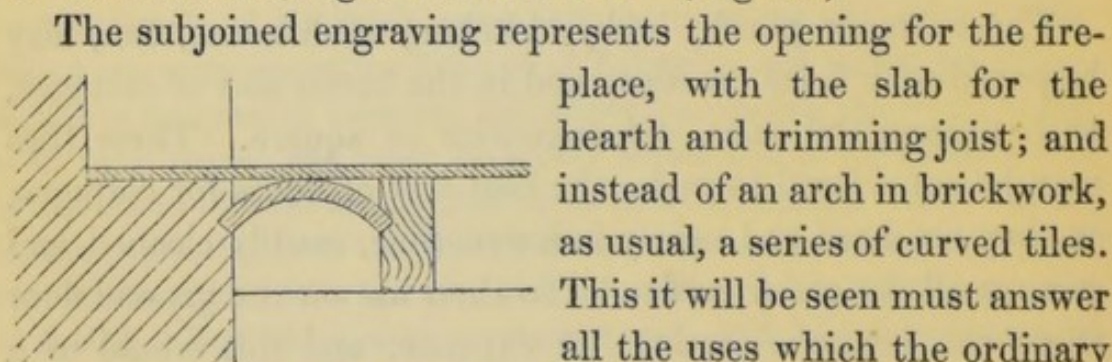 The subjoined engraving represents the opening for the fire-
place, with the slab for the
hearth and trimming joist; and
instead of an arch in brickwork,
as usual, a series of curved tiles.
This it will be seen must answer
all the uses which the ordinary